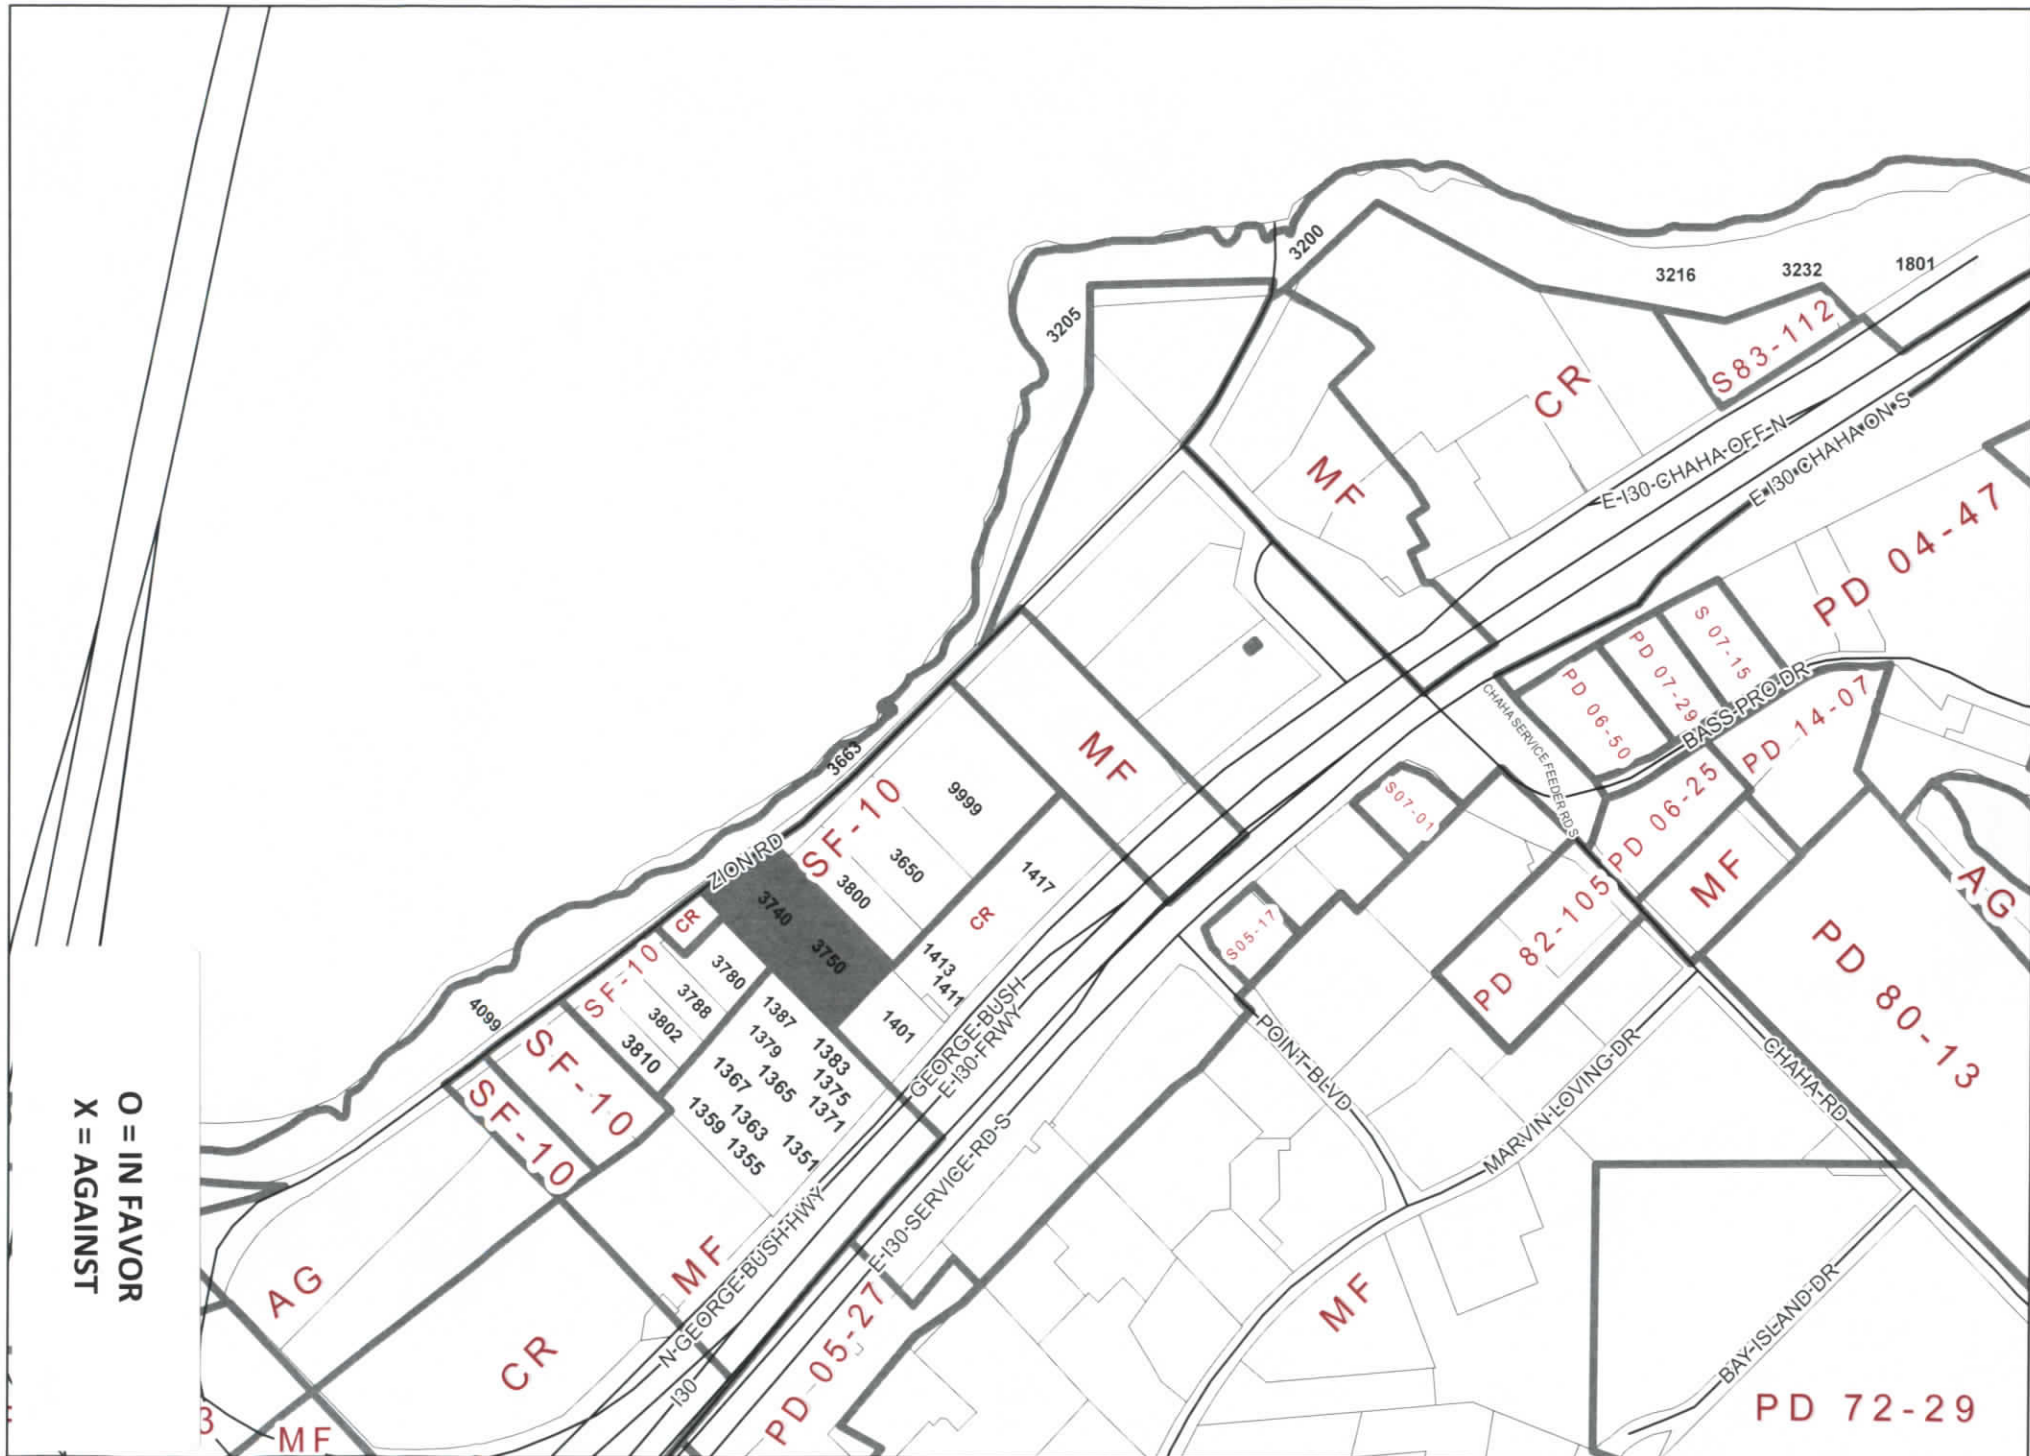 3200
3216
3232
1801
3205
S83-112
CR
MF
E-I30-CHAHA-OFF-N
E-I30-CHAHA-ON-S
PD 04-47
S 07-15
PD 07-29
PD 06-50
BASS-PRO-DR
CHAHA SERVICE FEEDER RD S
PD 14-07
PD 06-25
MF
3663
SF-10
9999
3650
3800
1417
CR
S07-01
MF
AG
ZION RD
3740
3750
CR
S05-17
PD 82-105
PD 80-13
SF-10
3780
3788
3802
3810
1413
1411
1401
4099
SF-10
SF-10
1387
1379
1383
1367
1365
1375
1371
1359
1363
1355
1351
GEORGE-BUSH
E-I30-FRWY
POINT-BLVD
MARVIN-LOVING-DR
CHAHA-RD
E-I30-SERVICE-RD-S
N-GEORGE-BUSH-HWY
I30
AG
MF
CR
PD 05-27
MF
BAY-ISLAND-DR
PD 72-29
3
MF
O = IN FAVOR
X = AGAINST